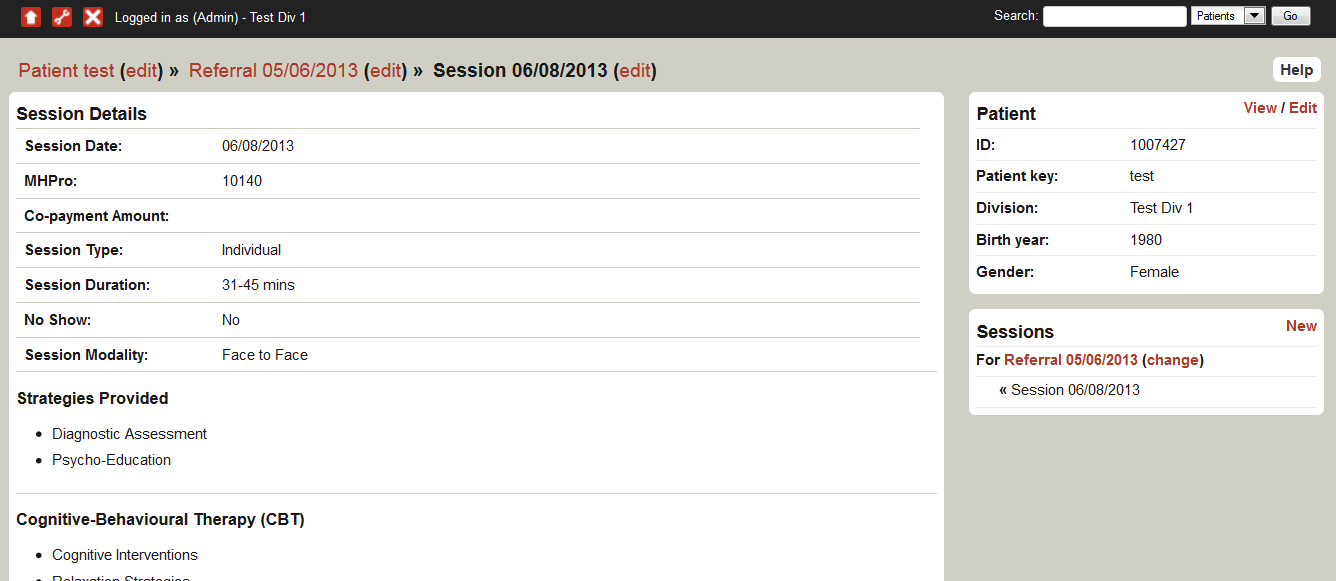 Logged in as (Admin) - Test Div 1
Search: Patients Go
Patient test (edit) » Referral 05/06/2013 (edit) » Session 06/08/2013 (edit)
Help
Session Details
Session Date: 06/08/2013
MHPro: 10140
Co-payment Amount:
Session Type: Individual
Session Duration: 31-45 mins
No Show: No
Session Modality: Face to Face
Strategies Provided
• Diagnostic Assessment
• Psycho-Education
Cognitive-Behavioural Therapy (CBT)
• Cognitive Interventions
• Relaxation Strategies
Patient View / Edit
ID: 1007427
Patient key: test
Division: Test Div 1
Birth year: 1980
Gender: Female
Sessions New
For Referral 05/06/2013 (change)
« Session 06/08/2013